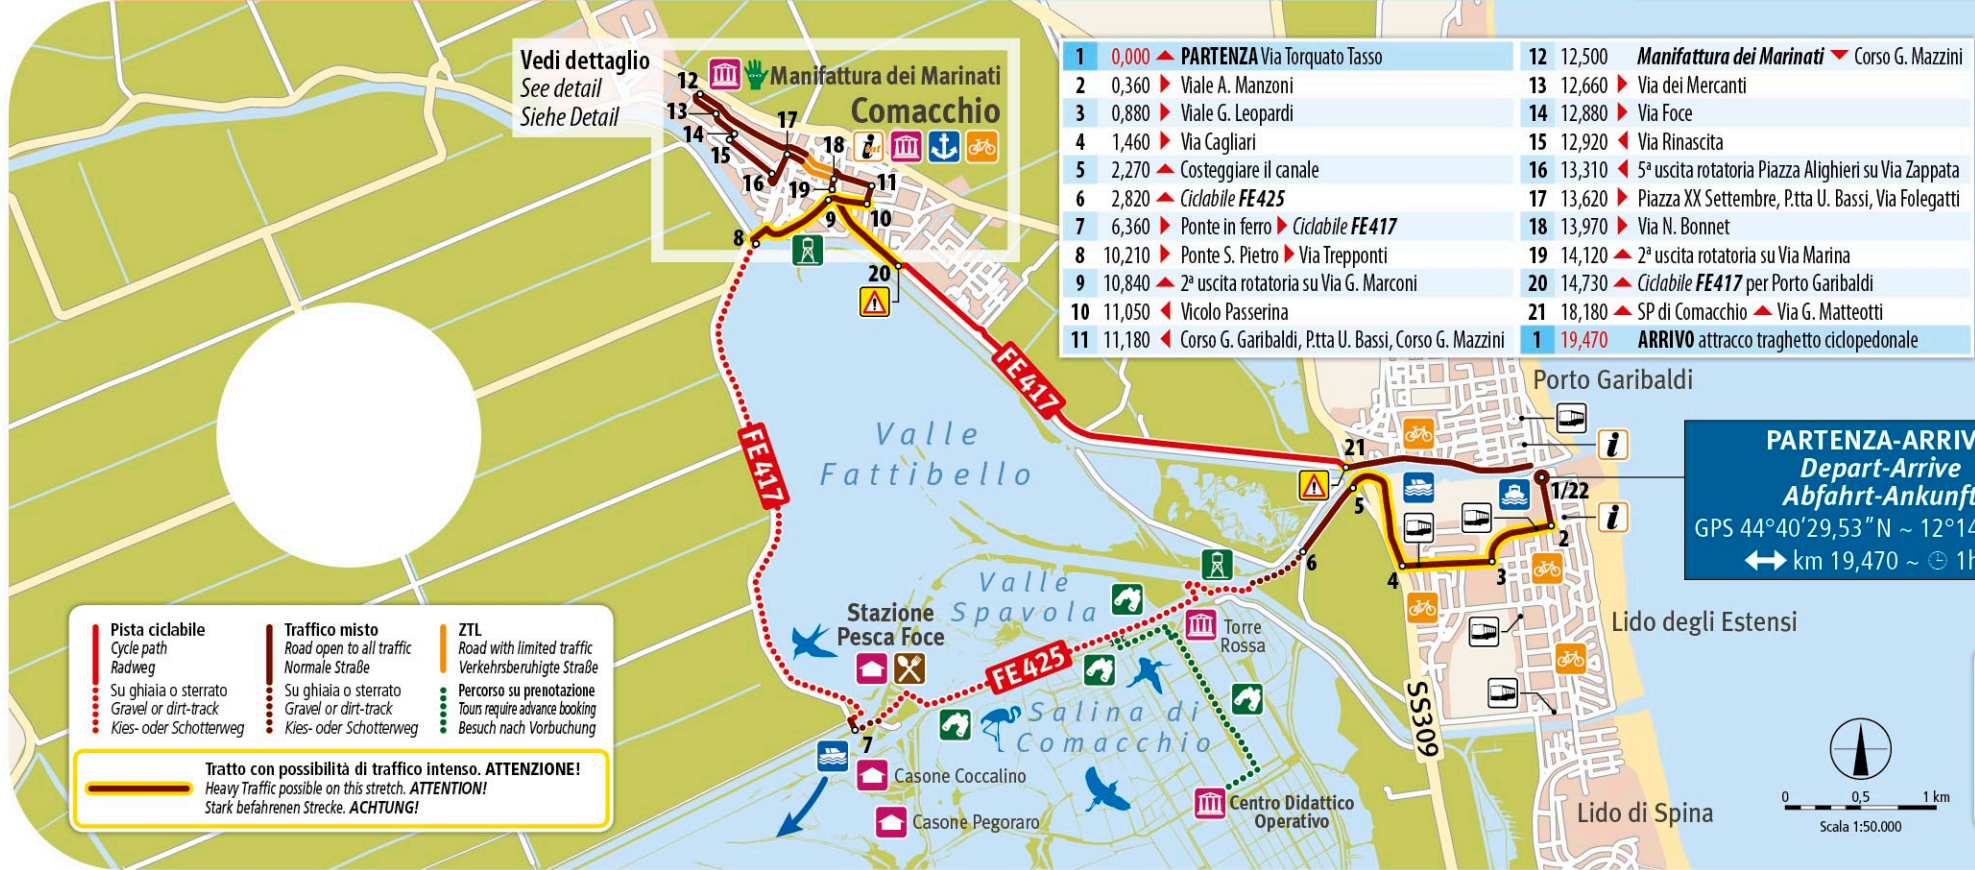 Vedi dettaglio
See detail
Siehe Detail
Manifattura dei Marinati
Comacchio
12
13
14
15
16
17
18
19
11
10
9
8
20
1 0,000 PARTENZA Via Torquato Tasso
2 0,360 Viale A. Manzoni
3 0,880 Viale G. Leopardi
4 1,460 Via Cagliari
5 2,270 Costeggiare il canale
6 2,820 Ciclabile FE425
7 6,360 Ponte in ferro Ciclabile FE417
8 10,210 Ponte S. Pietro Via Trepponti
9 10,840 2ª uscita rotatoria su Via G. Marconi
10 11,050 Vicolo Passerina
11 11,180 Corso G. Garibaldi, P.tta U. Bassi, Corso G. Mazzini
12 12,500 Manifattura dei Marinati Corso G. Mazzini
13 12,660 Via dei Mercanti
14 12,880 Via Foce
15 12,920 Via Rinascita
16 13,310 5ª uscita rotatoria Piazza Alighieri su Via Zappata
17 13,620 Piazza XX Settembre, P.tta U. Bassi, Via Folegatti
18 13,970 Via N. Bonnet
19 14,120 2ª uscita rotatoria su Via Marina
20 14,730 Ciclabile FE417 per Porto Garibaldi
21 18,180 SP di Comacchio Via G. Matteotti
1 19,470 ARRIVO attracco traghetto ciclopedonale
FE417
FE417
Valle
Fattibello
Porto Garibaldi
21
5
6
4
3
2
1/22
i
i
PARTENZA-ARRIV
Depart-Arrive
Abfahrt-Ankunft
GPS 44°40'29,53"N ~ 12°14
km 19,470 ~ 1h
Valle
Spavola
Stazione
Pesca Foce
FE425
Torre
Rossa
Lido degli Estensi
SS309
Salina di
Comacchio
7
Casone Coccalino
Casone Pegoraro
Centro Didattico
Operativo
Lido di Spina
0 0,5 1 km
Scala 1:50.000
Pista ciclabile
Cycle path
Radweg
Su ghiaia o sterrato
Gravel or dirt-track
Kies- oder Schotterweg
Traffico misto
Road open to all traffic
Normale Straße
Su ghiaia o sterrato
Gravel or dirt-track
Kies- oder Schotterweg
ZTL
Road with limited traffic
Verkehrsberuhigte Straße
Percorso su prenotazione
Tours require advance booking
Besuch nach Vorbuchung
Tratto con possibilità di traffico intenso. ATTENZIONE!
Heavy Traffic possible on this stretch. ATTENTION!
Stark befahrenen Strecke. ACHTUNG!